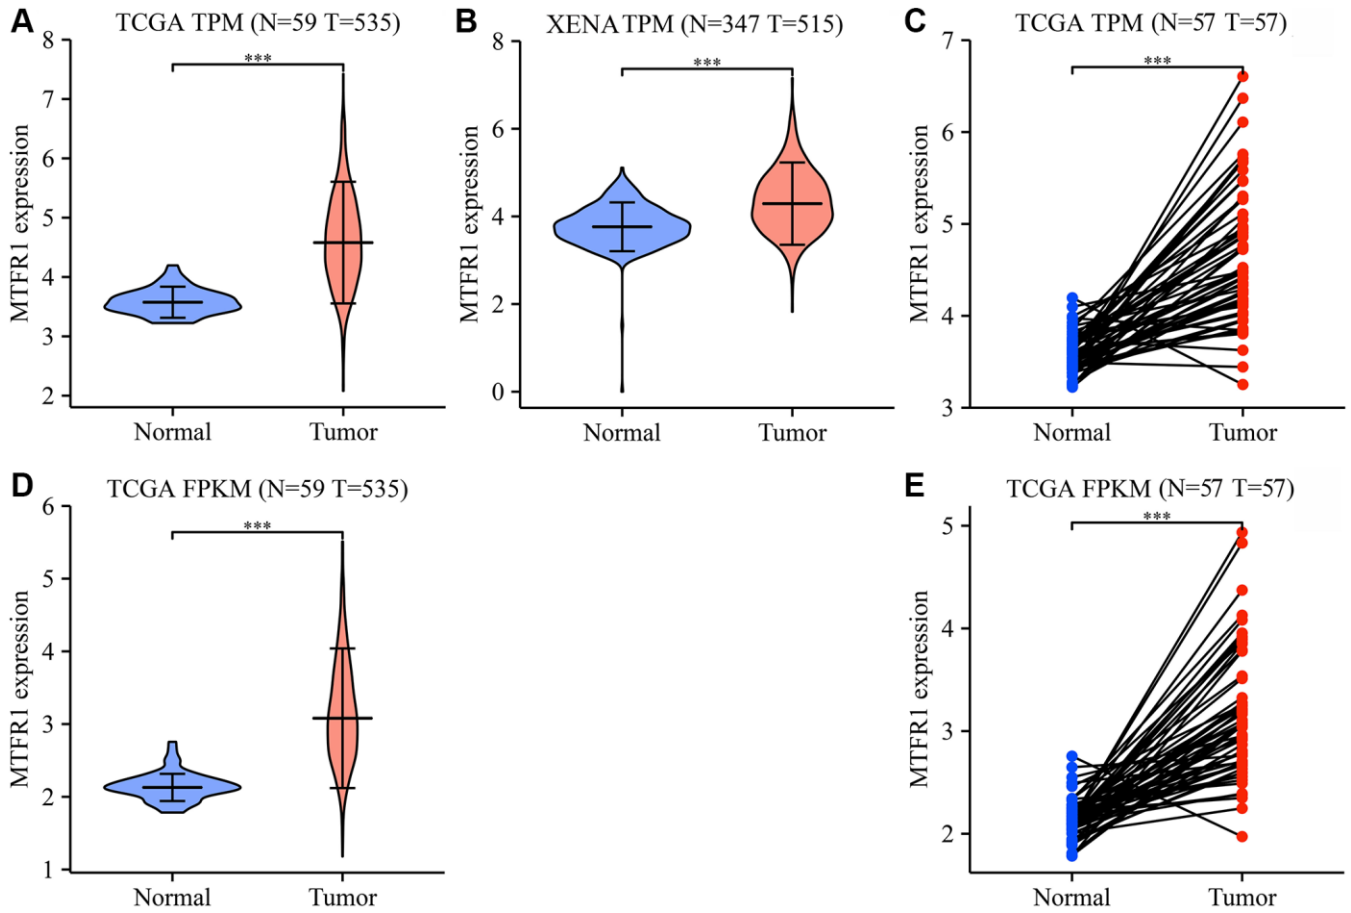 A
TCGA TPM (N=59 T=535)
***
8
7
6
5
4
3
2
MTFR1 expression
Normal
Tumor
B
XENA TPM (N=347 T=515)
***
8
6
4
2
0
MTFR1 expression
Normal
Tumor
C
TCGA TPM (N=57 T=57)
***
7
6
5
4
3
MTFR1 expression
Normal
Tumor
D
TCGA FPKM (N=59 T=535)
***
6
5
4
3
2
1
MTFR1 expression
Normal
Tumor
E
TCGA FPKM (N=57 T=57)
***
5
4
3
2
MTFR1 expression
Normal
Tumor